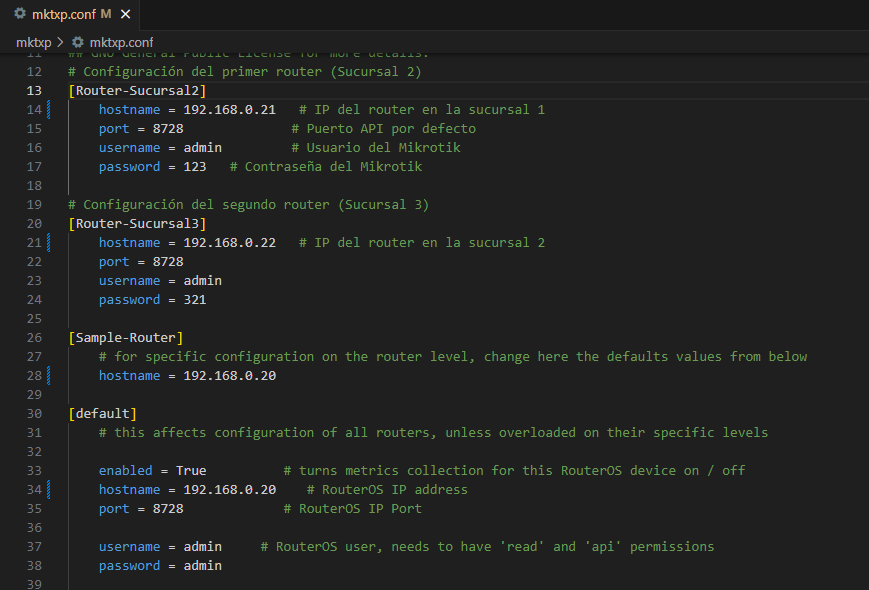 mktxp.conf M
mktxp > mktxp.conf
11 ## GNU General Public License for more details.
12 # Configuración del primer router (Sucursal 2)
13 [Router-Sucursal2]
14 hostname = 192.168.0.21 # IP del router en la sucursal 1
15 port = 8728 # Puerto API por defecto
16 username = admin # Usuario del Mikrotik
17 password = 123 # Contraseña del Mikrotik
18
19 # Configuración del segundo router (Sucursal 3)
20 [Router-Sucursal3]
21 hostname = 192.168.0.22 # IP del router en la sucursal 2
22 port = 8728
23 username = admin
24 password = 321
25
26 [Sample-Router]
27 # for specific configuration on the router level, change here the defaults values from below
28 hostname = 192.168.0.20
29
30 [default]
31 # this affects configuration of all routers, unless overloaded on their specific levels
32
33 enabled = True # turns metrics collection for this RouterOS device on / off
34 hostname = 192.168.0.20 # RouterOS IP address
35 port = 8728 # RouterOS IP Port
36
37 username = admin # RouterOS user, needs to have 'read' and 'api' permissions
38 password = admin
39